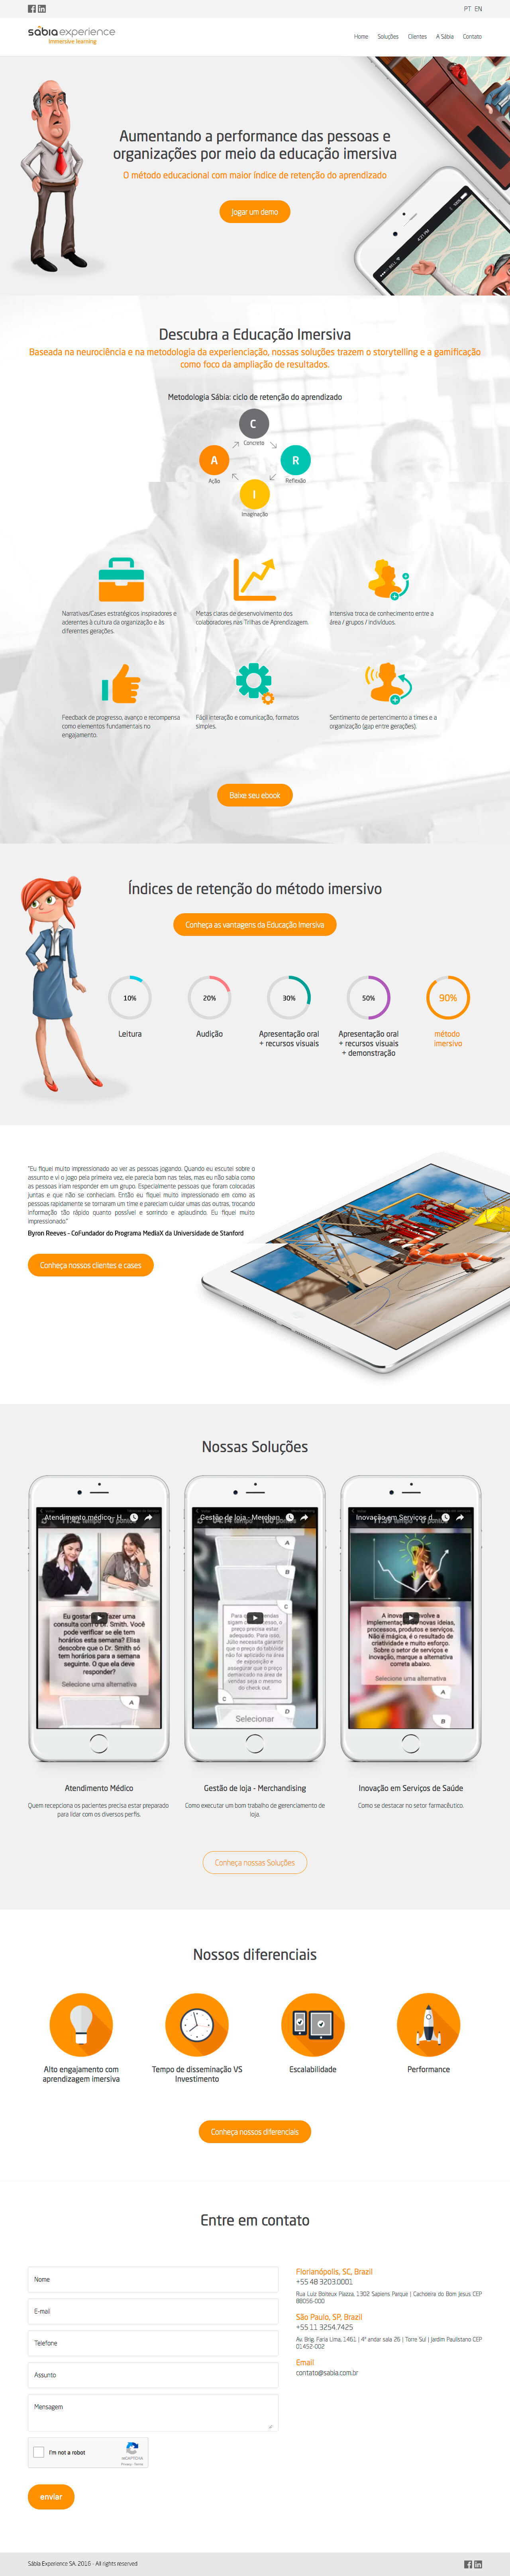 PT EN
sábia experience
immersive learning
Home Soluções Clientes A Sábia Contato
Aumentando a performance das pessoas e
organizações por meio da educação imersiva
O método educacional com maior índice de retenção do aprendizado
Jogar um demo
4:21 PM
100%
Descubra a Educação Imersiva
Baseada na neurociência e na metodologia da experienciação, nossas soluções trazem o storytelling e a gamificação
como foco da ampliação de resultados.
Metodologia Sábia: ciclo de retenção do aprendizado
C
Concreto
A
Ação
R
Reflexão
I
Imaginação
Narrativas/Cases estratégicos inspiradores e
aderentes à cultura da organização e às
diferentes gerações.
Metas claras de desenvolvimento dos
colaboradores nas Trilhas de Aprendizagem.
Intensiva troca de conhecimento entre a
área / grupos / indivíduos.
Feedback de progresso, avanço e recompensa
como elementos fundamentais no
engajamento.
Fácil interação e comunicação, formatos
simples.
Sentimento de pertencimento a times e a
organização (gap entre gerações).
Baixe seu ebook
Índices de retenção do método imersivo
Conheça as vantagens da Educação Imersiva
10%
Leitura
20%
Audição
30%
Apresentação oral
+ recursos visuais
50%
Apresentação oral
+ recursos visuais
+ demonstração
90%
método
imersivo
"Eu fiquei muito impressionado ao ver as pessoas jogando. Quando eu escutei sobre o
assunto e vi o jogo pela primeira vez, ele parecia bom nas telas, mas eu não sabia como
as pessoas iriam responder em um grupo. Especialmente pessoas que foram colocadas
juntas e que não se conheciam. Então eu fiquei muito impressionado em como as
pessoas rapidamente se tornaram um time e pareciam cuidar umas das outras, trocando
informação tão rápido quanto possível e sorrindo e aplaudindo. Eu fiquei muito
impressionado."
Byron Reeves - CoFundador do Programa MediaX da Universidade de Stanford
Conheça nossos clientes e cases
Nossas Soluções
Atendimento médico - H...
Eu gostaria de fazer uma
consulta com o Dr. Smith. Você
pode verificar se ele tem
horários esta semana? Elisa
descobre que o Dr. Smith só
tem horários para a semana
seguinte. O que ela deve
responder?
Selecione uma alternativa
A
Atendimento Médico
Quem recepciona os pacientes precisa estar preparado
para lidar com os diversos perfis.
Gestão de loja - Merchan...
A
B
C
D
Selecionar
Gestão de loja - Merchandising
Como executar um bom trabalho de gerenciamento de
loja.
Inovação em Serviços d...
A inovação envolve a
implementação de novas ideias,
processos, produtos e serviços.
Não é mágica, é o resultado de
criatividade e muito esforço.
Sobre o setor de serviços e
inovação, marque a alternativa
correta abaixo.
Selecione uma alternativa
A
B
Inovação em Serviços de Saúde
Como se destacar no setor farmacêutico.
Conheça nossas Soluções
Nossos diferenciais
Alto engajamento com
aprendizagem imersiva
Tempo de disseminação VS
Investimento
Escalabilidade
Performance
Conheça nossos diferenciais
Entre em contato
Nome
E-mail
Telefone
Assunto
Mensagem
I'm not a robot
reCAPTCHA
Privacy - Terms
enviar
Florianópolis, SC, Brazil
+55 48 3203.0001
Rua Luiz Boiteux Piazza, 1302 Sapiens Parque | Cachoeira do Bom Jesus CEP
88056-000
São Paulo, SP, Brazil
+55 11 3254.7425
Av. Brig. Faria Lima, 1461 | 4º andar sala 26 | Torre Sul | Jardim Paulistano CEP
01452-002
Email
contato@sabia.com.br
Sábia Experience SA. 2016 - All rights reserved